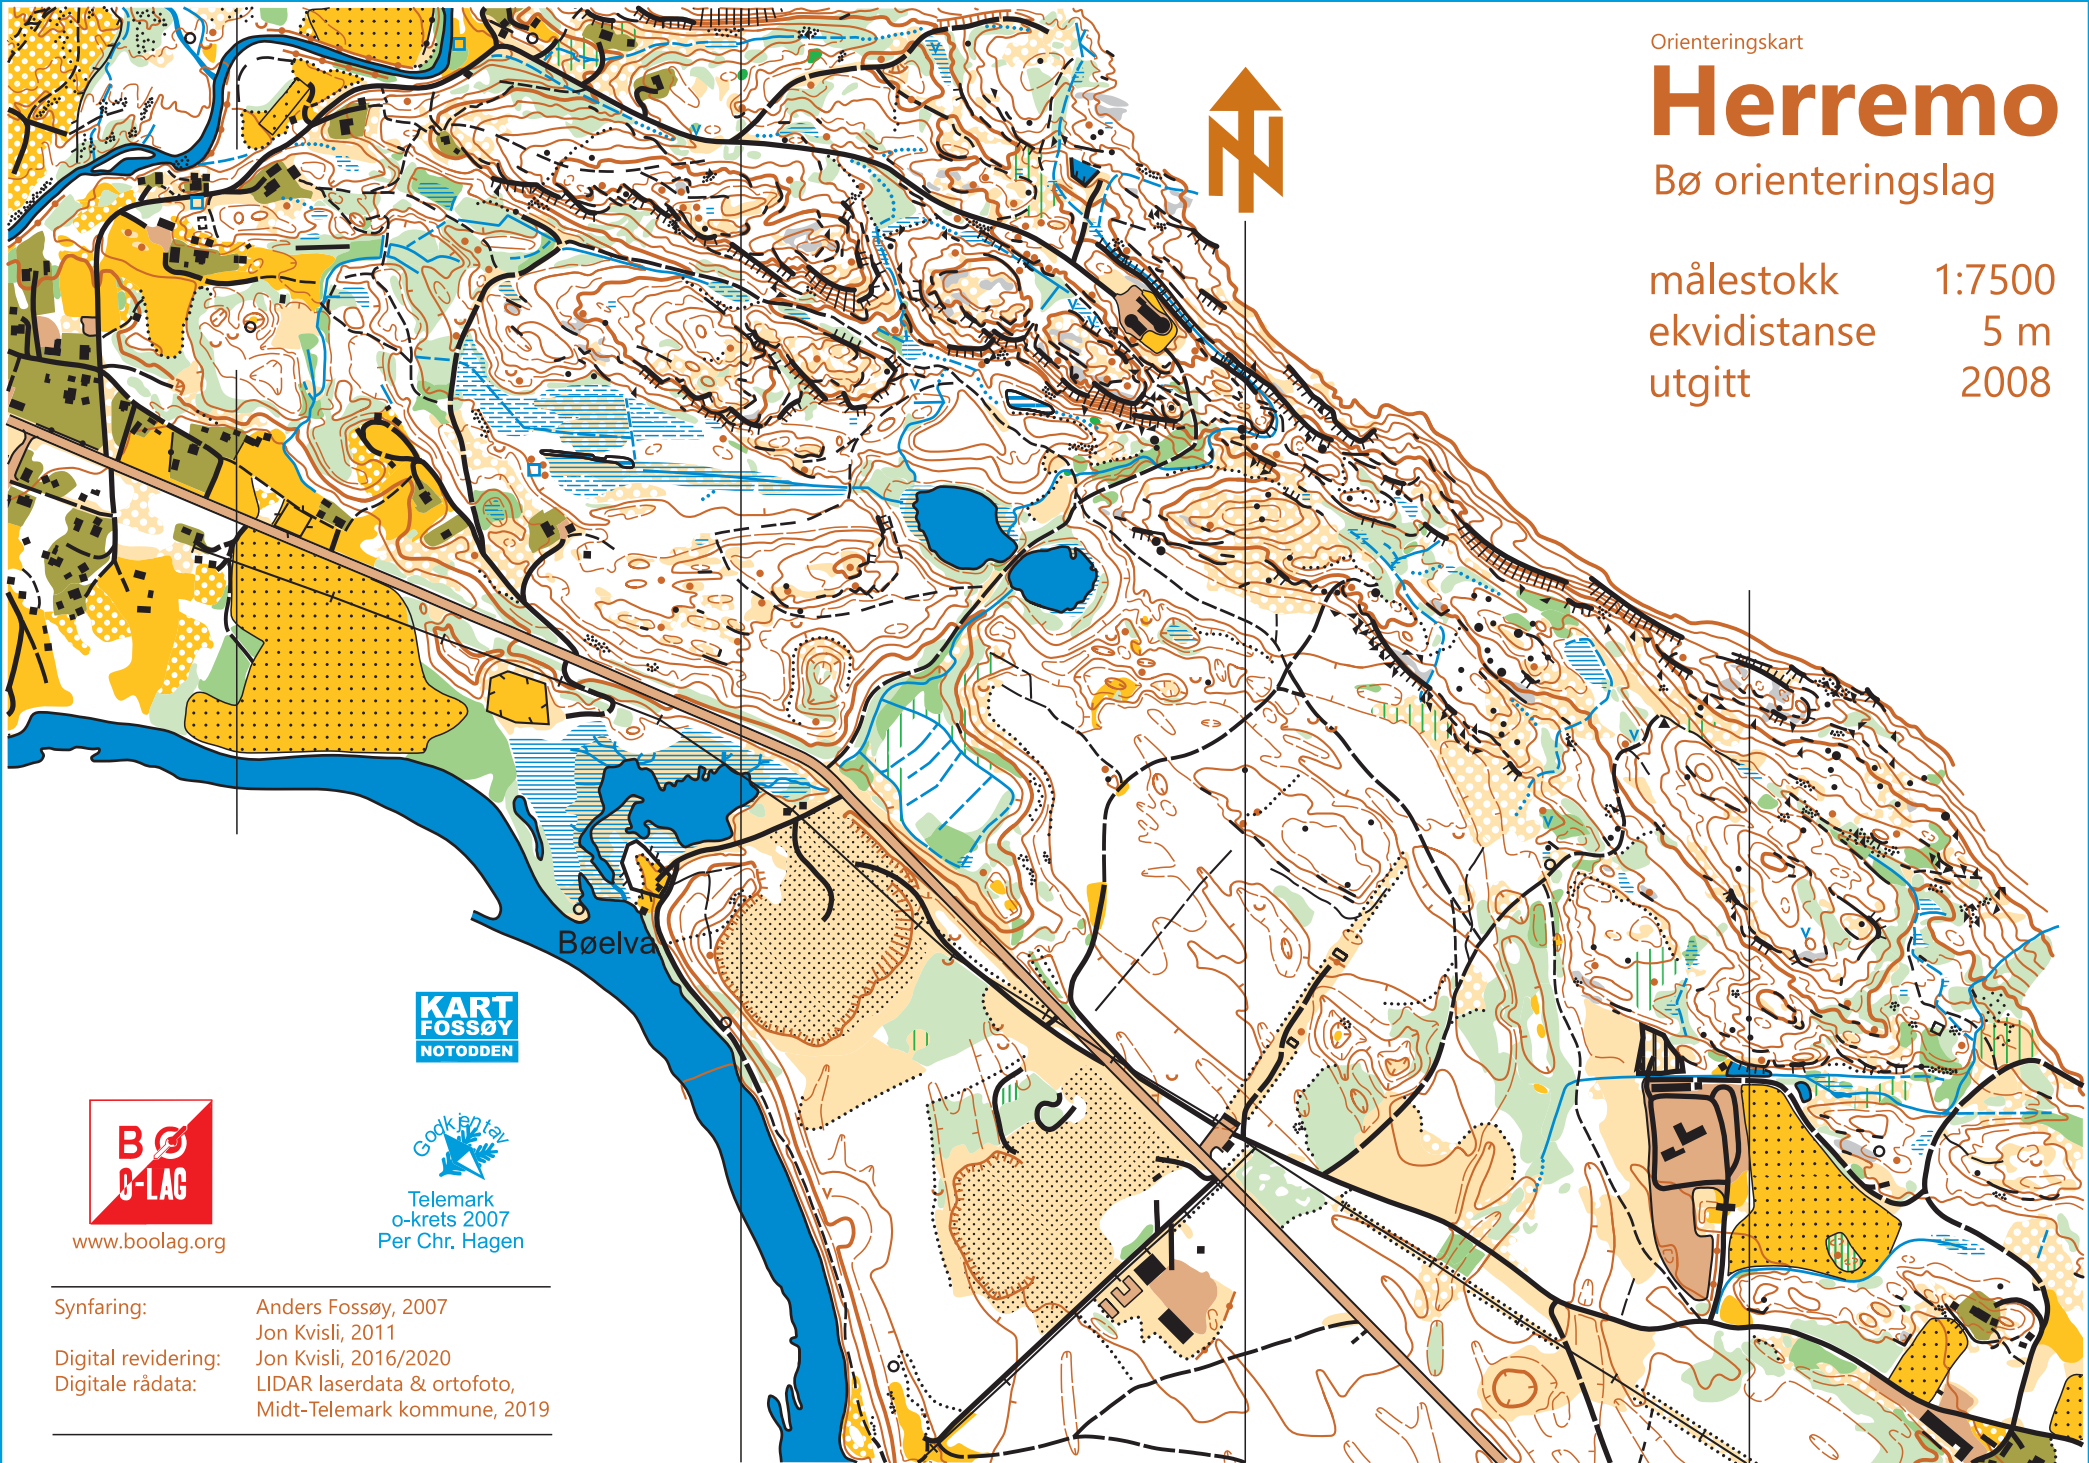 Orienteringskart
Herremo
Bø orienteringslag
målestokk 1:7500
ekvidistanse 5 m
utgitt 2008
N
Bøelva
KART
FOSSØY
NOTODDEN
BØ
O-LAG
www.boolag.org
Godkjent av
Telemark
o-krets 2007
Per Chr. Hagen
Synfaring: Anders Fossøy, 2007
Jon Kvisli, 2011
Digital revidering: Jon Kvisli, 2016/2020
Digitale rådata: LIDAR laserdata & ortofoto,
Midt-Telemark kommune, 2019